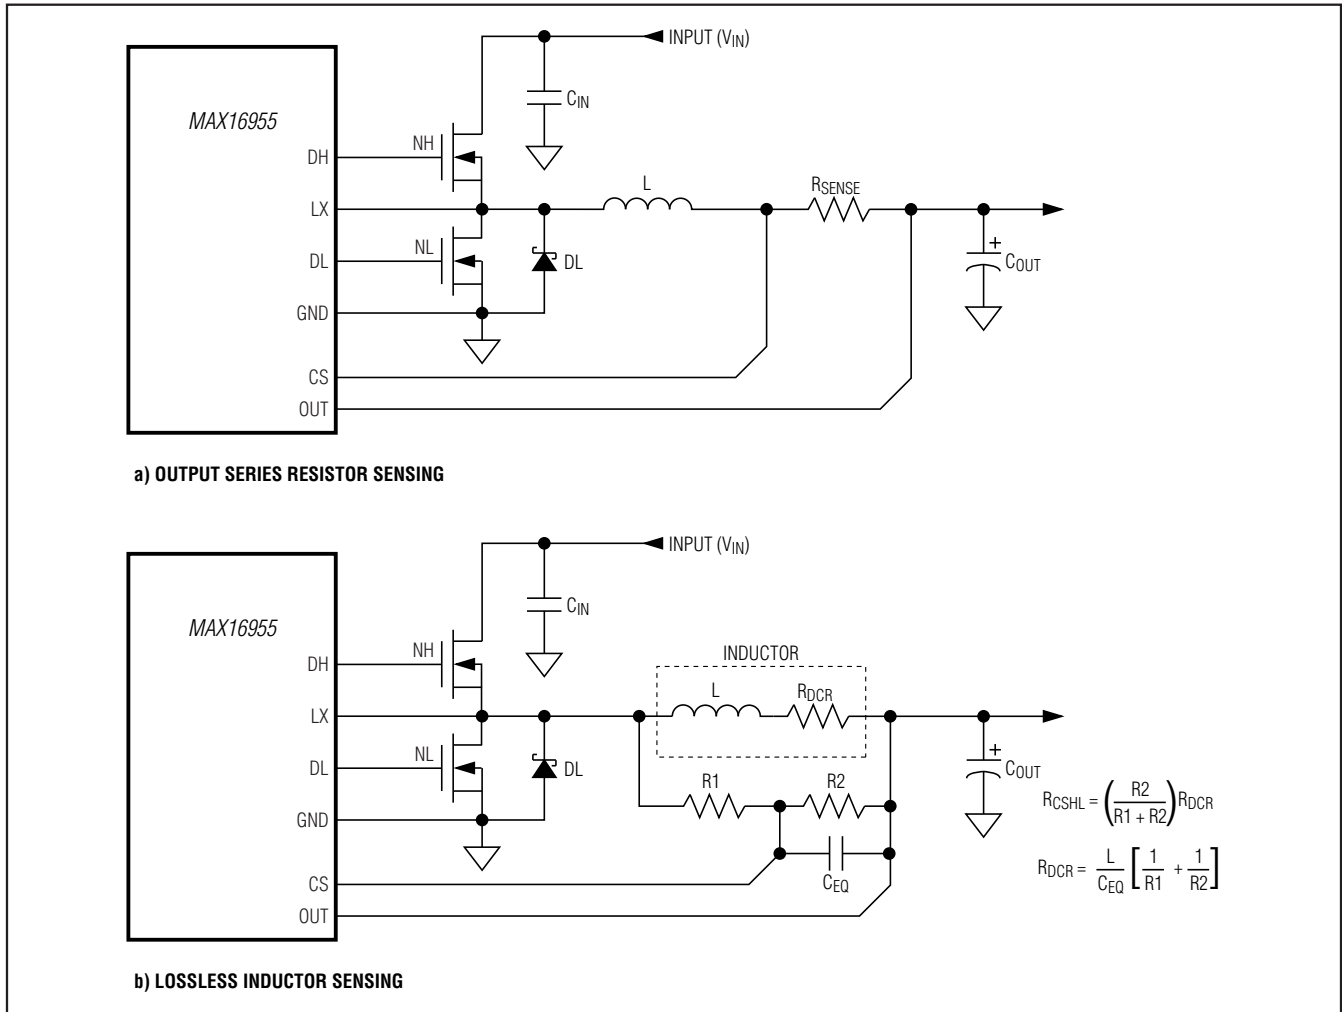 INPUT (VIN)
CIN
MAX16955
NH
DH
L
RSENSE
LX
NL
DL
DL
+
COUT
GND
CS
OUT
a) OUTPUT SERIES RESISTOR SENSING
INPUT (VIN)
CIN
MAX16955
NH
DH
INDUCTOR
L
RDCR
LX
NL
DL
DL
+
COUT
R1
R2
RCSHL = (R2 / R1 + R2) RDCR
GND
CEQ
RDCR = L / CEQ [1 / R1 + 1 / R2]
CS
OUT
b) LOSSLESS INDUCTOR SENSING